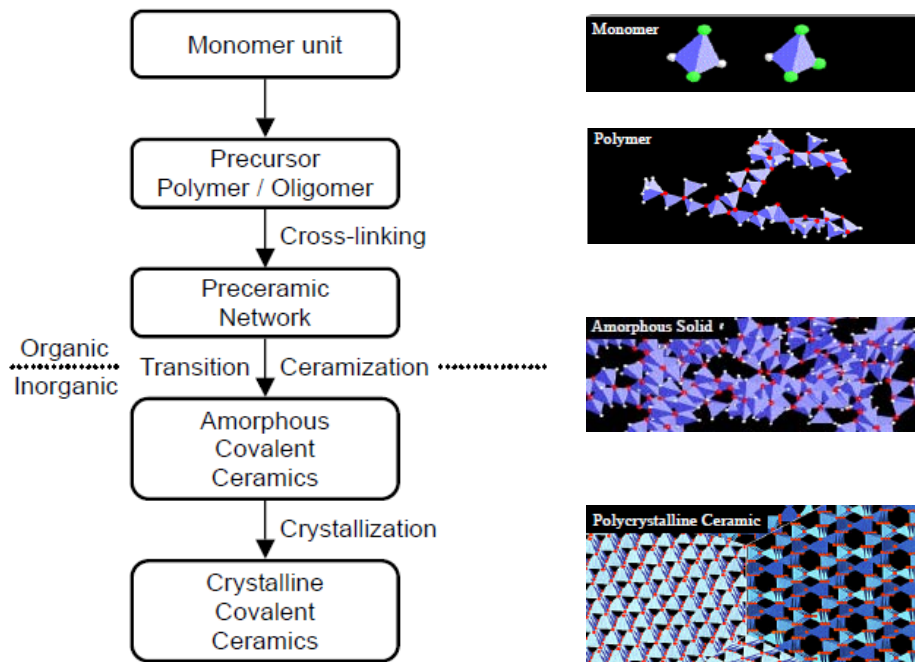 Monomer unit
Precursor
Polymer / Oligomer
Cross-linking
Preceramic
Network
Organic
Inorganic
Transition
Ceramization
Amorphous
Covalent
Ceramics
Crystallization
Crystalline
Covalent
Ceramics
Monomer
Polymer
Amorphous Solid
Polycrystalline Ceramic